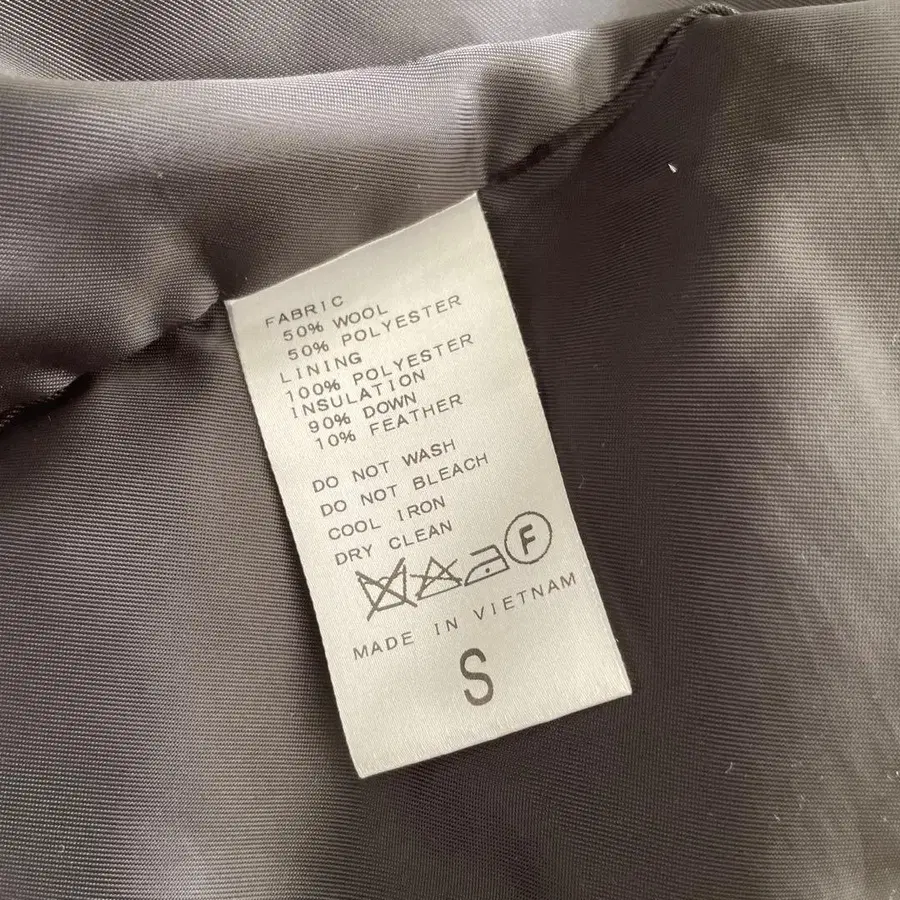 FABRIC
50% WOOL
50% POLYESTER
LINING
100% POLYESTER
INSULATION
90% DOWN
10% FEATHER
DO NOT WASH
DO NOT BLEACH
COOL IRON
DRY CLEAN
F
MADE IN VIETNAM
S